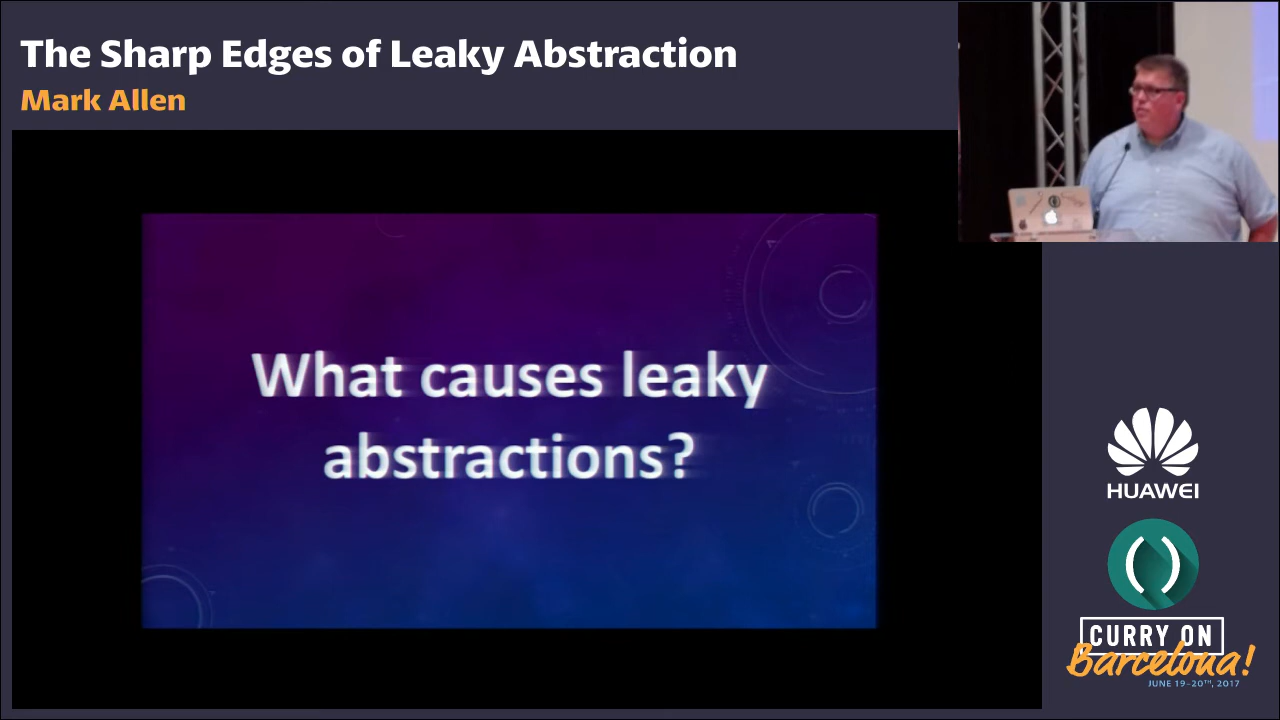 The Sharp Edges of Leaky Abstraction
Mark Allen
What causes leaky
abstractions?
HUAWEI
CURRY ON
Barcelona!
JUNE 19-20TH, 2017